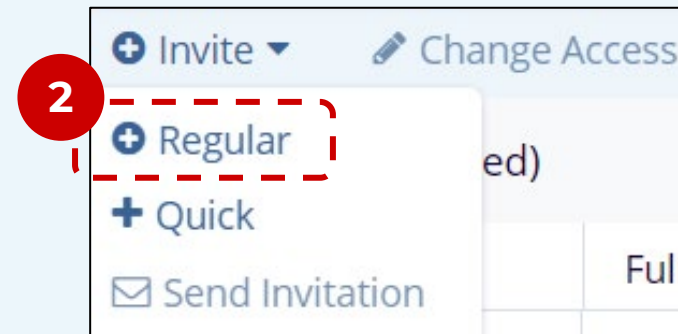 Invite Change Access
2
Regular
ed)
Quick
Ful
Send Invitation